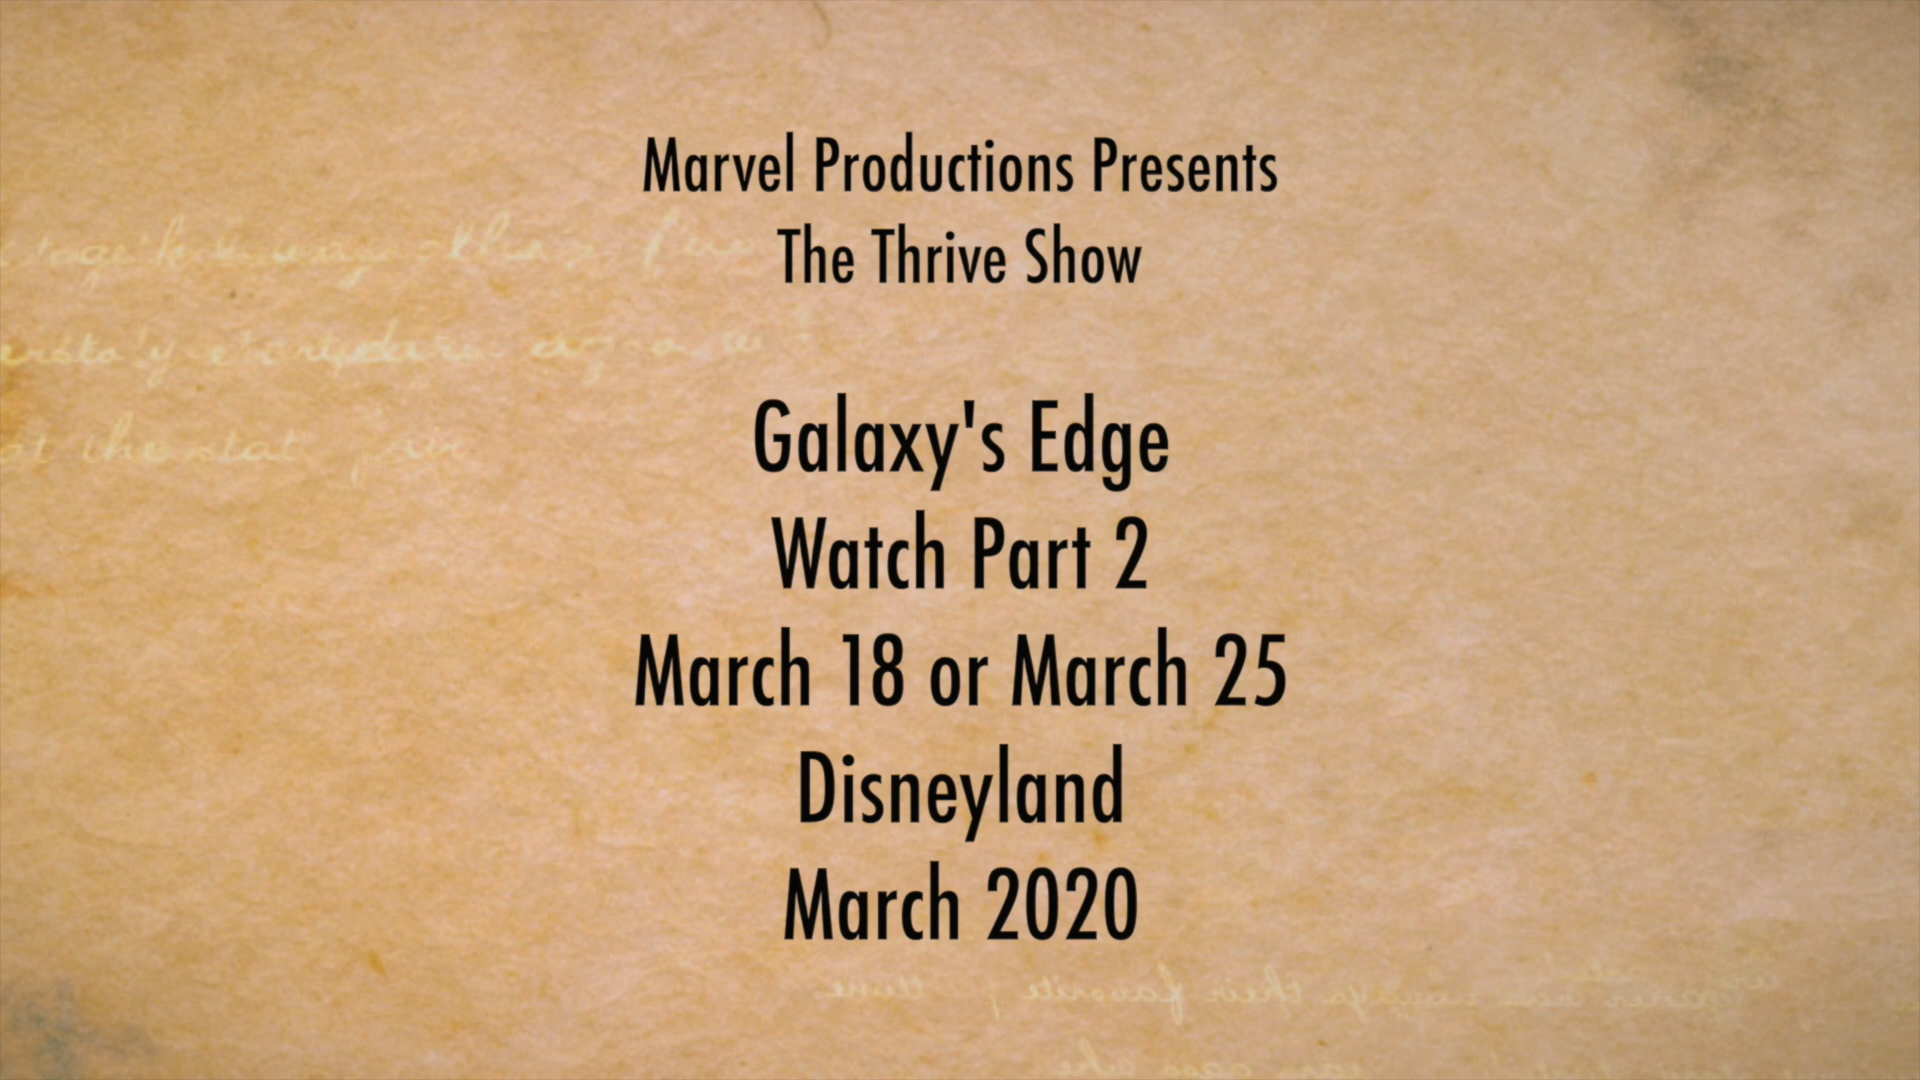 Marvel Productions Presents
The Thrive Show
Galaxy's Edge
Watch Part 2
March 18 or March 25
Disneyland
March 2020